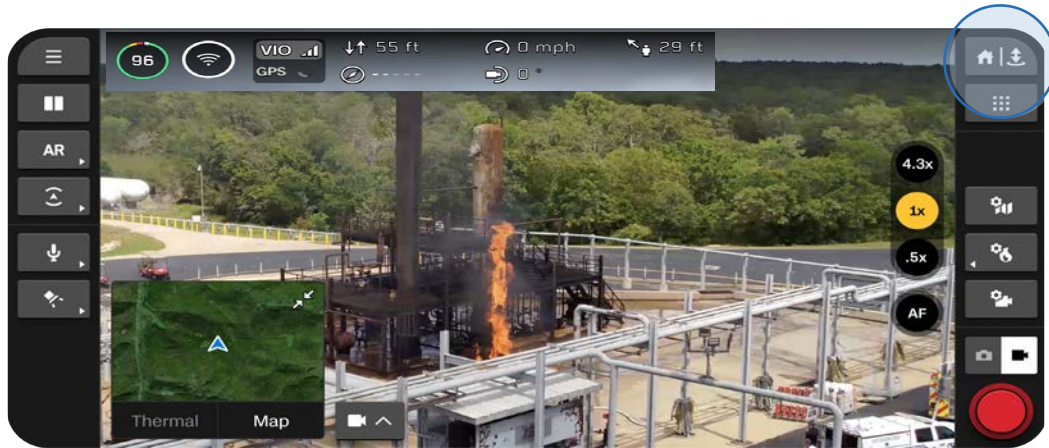 96
VIO
GPS
55 ft
0 mph
29 ft
-----
0 °
AR
4.3x
1x
.5x
AF
Thermal
Map